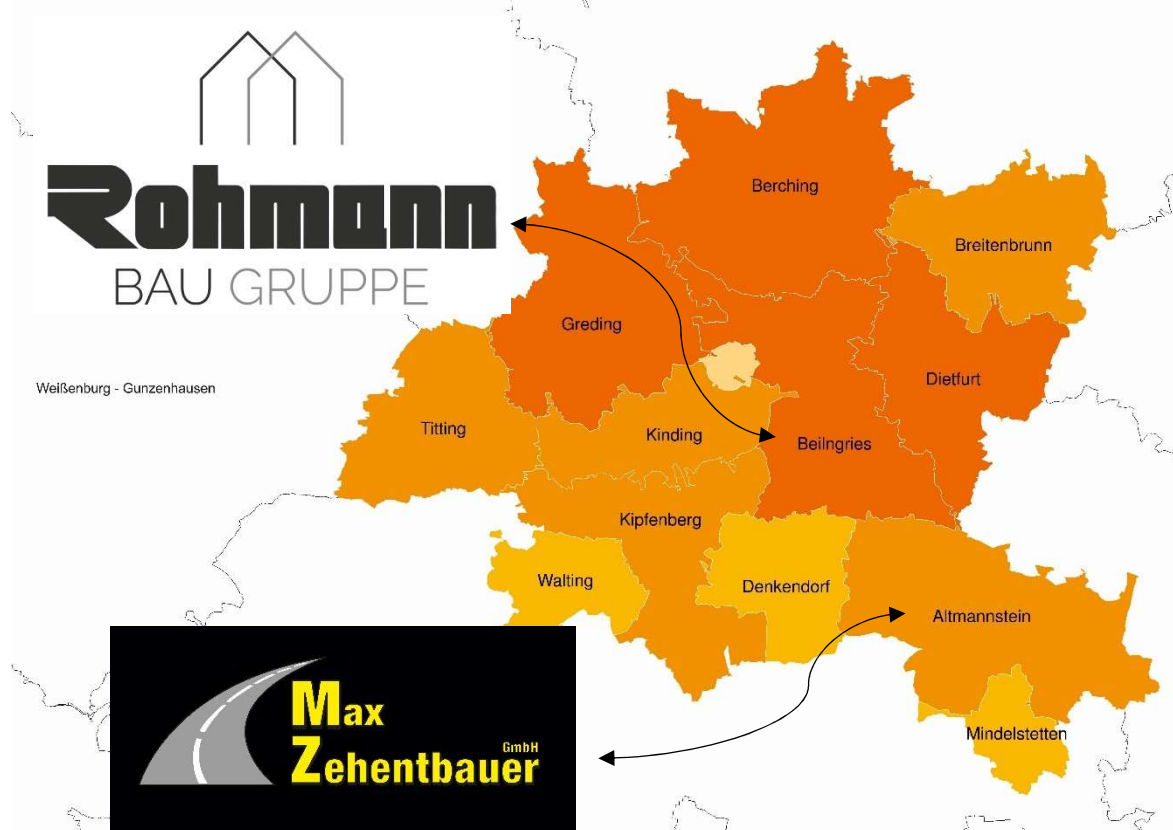 Rohmann
BAU GRUPPE
Berching
Breitenbrunn
Greding
Weißenburg - Gunzenhausen
Dietfurt
Titting
Kinding
Beilngries
Kipfenberg
Walting
Denkendorf
Altmannstein
Max
Zehentbauer GmbH
Mindelstetten